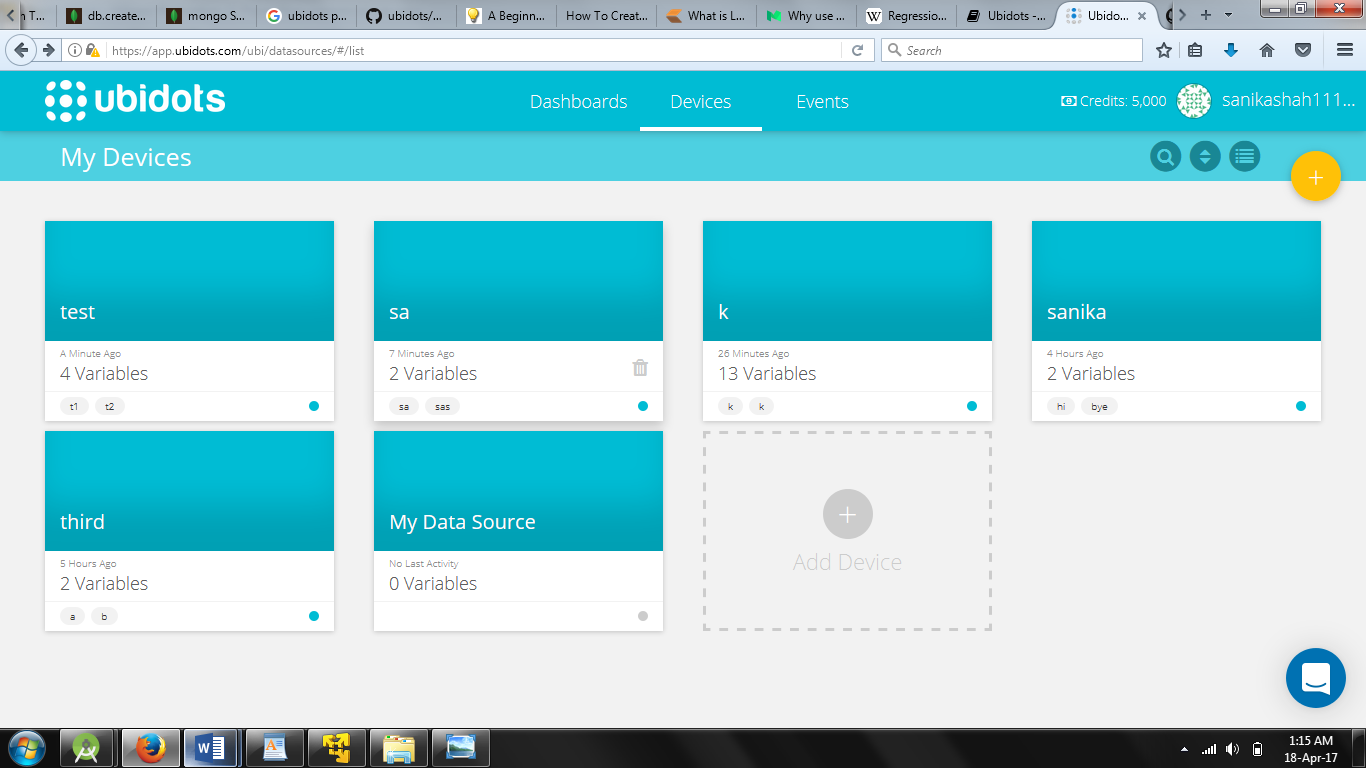 n T...
db.create...
mongo S...
ubidots p...
ubidots/...
A Beginn...
How To Creat...
What is L...
Why use ...
Regressio...
Ubidots -...
Ubido...
https://app.ubidots.com/ubi/datasources/#/list
Search
ubidots
Dashboards
Devices
Events
Credits: 5,000
sanikashah111...
My Devices
test
sa
k
sanika
A Minute Ago
7 Minutes Ago
26 Minutes Ago
4 Hours Ago
4 Variables
2 Variables
13 Variables
2 Variables
t1 t2
sa sas
k k
hi bye
third
My Data Source
5 Hours Ago
No Last Activity
Add Device
2 Variables
0 Variables
a b
1:15 AM
18-Apr-17